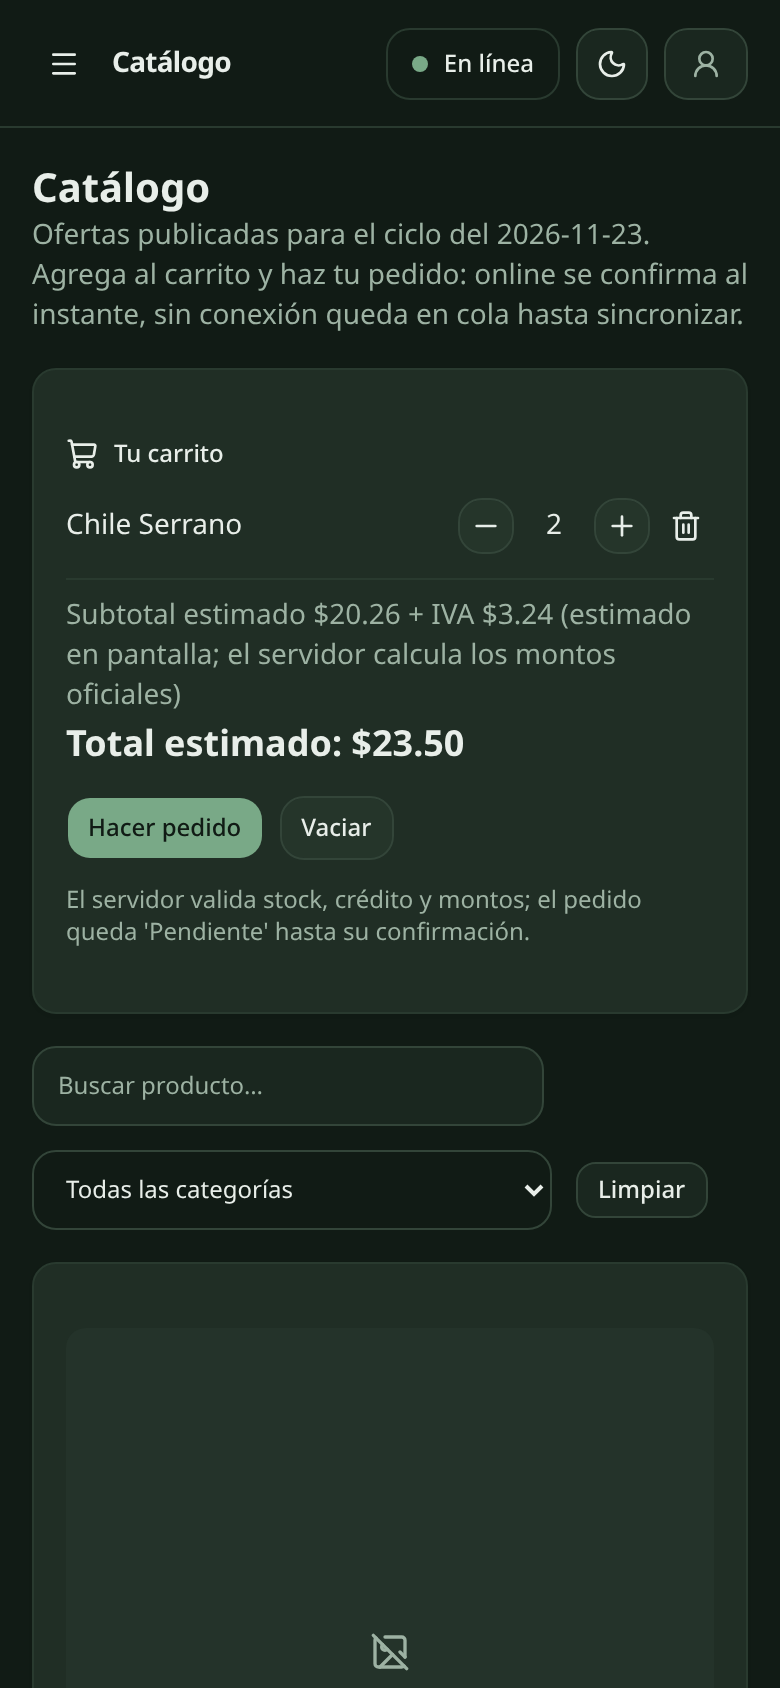 Catálogo
En línea
Catálogo
Ofertas publicadas para el ciclo del 2026-11-23.
Agrega al carrito y haz tu pedido: online se confirma al
instante, sin conexión queda en cola hasta sincronizar.
Tu carrito
Chile Serrano
2
Subtotal estimado $20.26 + IVA $3.24 (estimado
en pantalla; el servidor calcula los montos
oficiales)
Total estimado: $23.50
Hacer pedido
Vaciar
El servidor valida stock, crédito y montos; el pedido
queda 'Pendiente' hasta su confirmación.
Buscar producto...
Todas las categorías
Limpiar